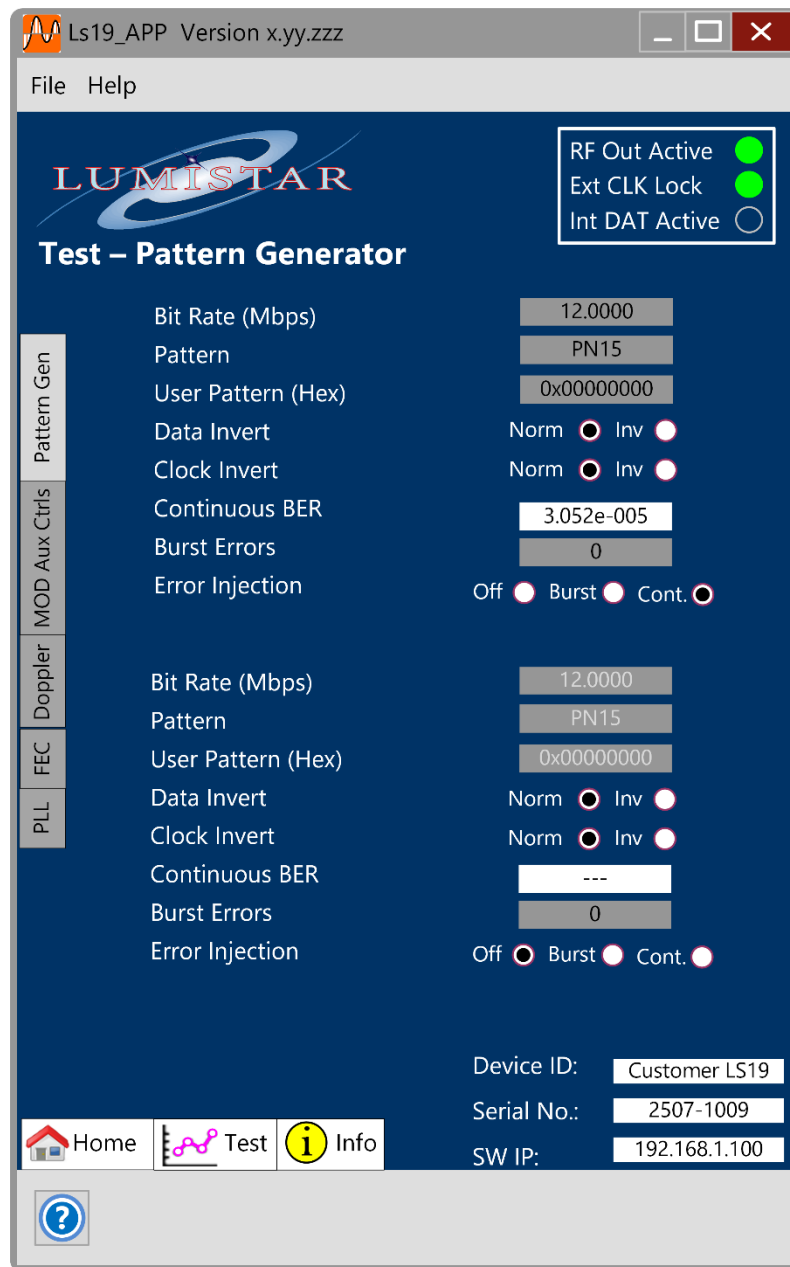 Ls19_APP Version x.yy.zzz
File Help
LUMISTAR
RF Out Active
Ext CLK Lock
Int DAT Active
Test – Pattern Generator
Pattern Gen
MOD Aux Ctrls
Doppler
FEC
PLL
Bit Rate (Mbps) 12.0000
Pattern PN15
User Pattern (Hex) 0x00000000
Data Invert Norm Inv
Clock Invert Norm Inv
Continuous BER 3.052e-005
Burst Errors 0
Error Injection Off Burst Cont.
Bit Rate (Mbps) 12.0000
Pattern PN15
User Pattern (Hex) 0x00000000
Data Invert Norm Inv
Clock Invert Norm Inv
Continuous BER ---
Burst Errors 0
Error Injection Off Burst Cont.
Device ID: Customer LS19
Serial No.: 2507-1009
SW IP: 192.168.1.100
Home Test i Info
?